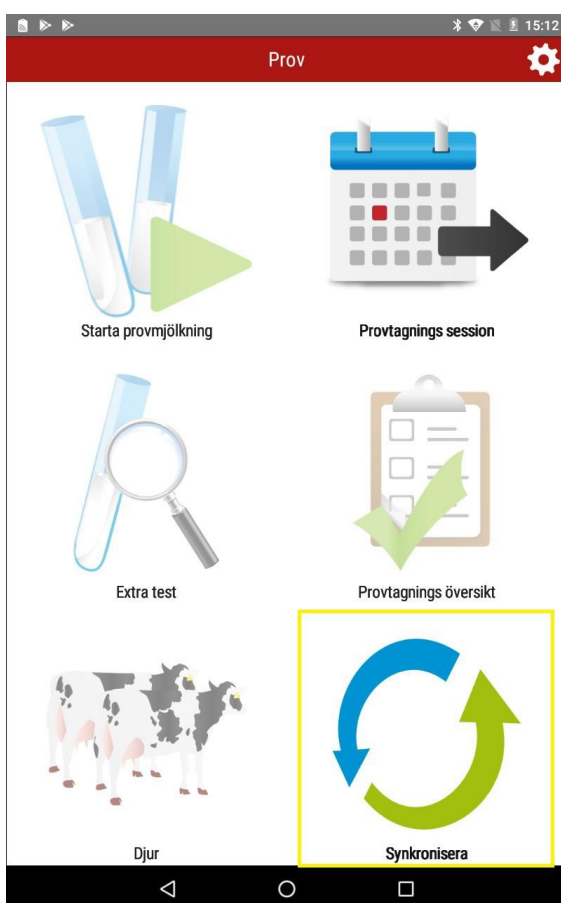 15:12
Prov
Starta provmjölkning
Provtagnings session
Extra test
Provtagnings översikt
Djur
Synkronisera